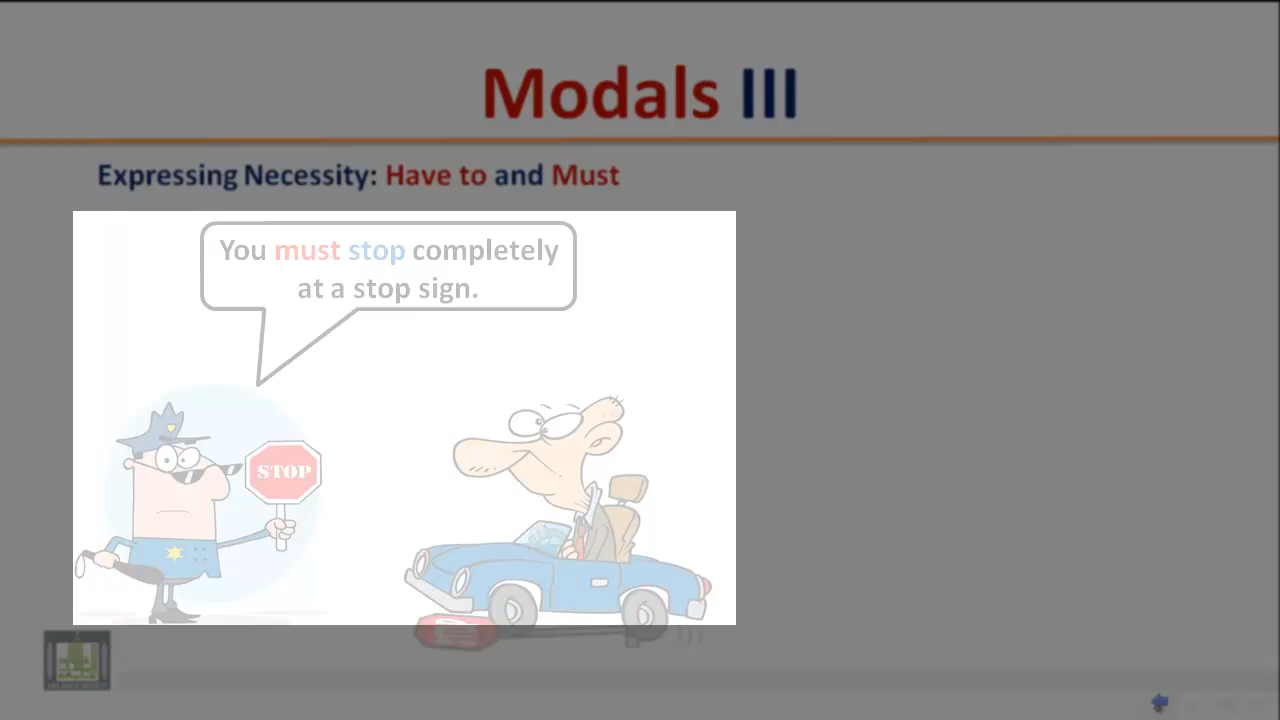 Modals III
Expressing Necessity: Have to and Must
You must stop completely
at a stop sign.
STOP